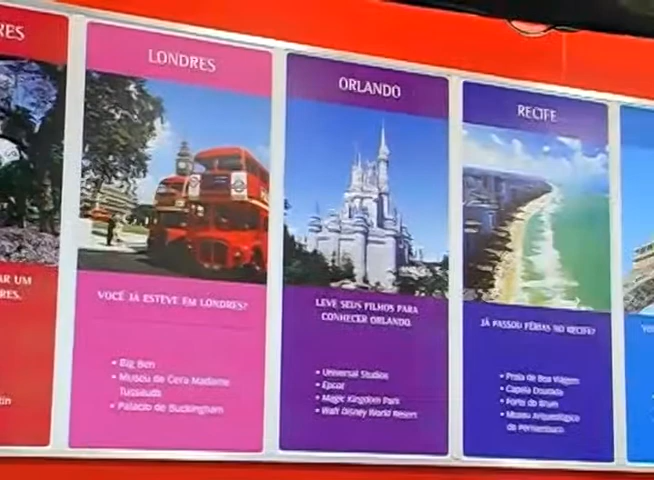 RES
AR UM
RES.
tin
LONDRES
VOCÊ JÁ ESTEVE EM LONDRES?
• Big Ben
• Museu de Cera Madame
Tussauds
• Palácio de Buckingham
ORLANDO
LEVE SEUS FILHOS PARA
CONHECER ORLANDO.
• Universal Studios
• Epcot
• Magic Kingdom Park
• Walt Disney World Resort
RECIFE
JÁ PASSOU FÉRIAS NO RECIFE?
• Praia de Boa Viagem
• Capela Dourada
• Forte do Brum
• Museu Arqueológico
de Pernambuco